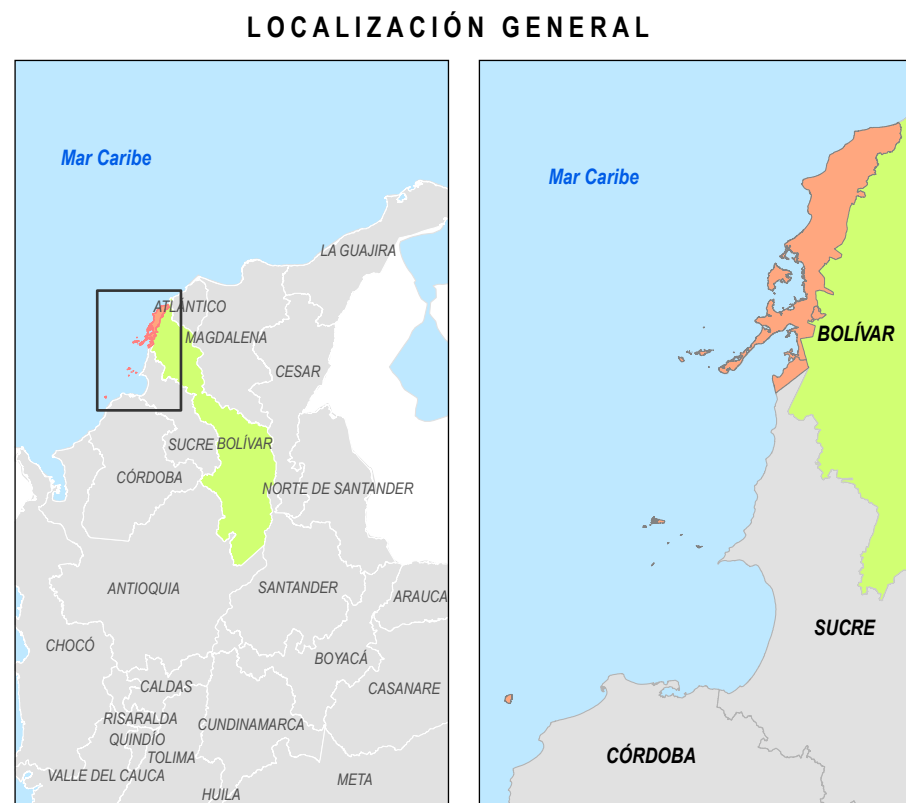 LOCALIZACIÓN GENERAL
Mar Caribe
LA GUAJIRA
ATLÁNTICO
MAGDALENA
CESAR
SUCRE
BOLÍVAR
CÓRDOBA
NORTE DE SANTANDER
ANTIOQUIA
SANTANDER
ARAUCA
CHOCÓ
BOYACÁ
CALDAS
CASANARE
RISARALDA
CUNDINAMARCA
QUINDÍO
TOLIMA
VALLE DEL CAUCA
META
HUILA
Mar Caribe
BOLÍVAR
SUCRE
CÓRDOBA